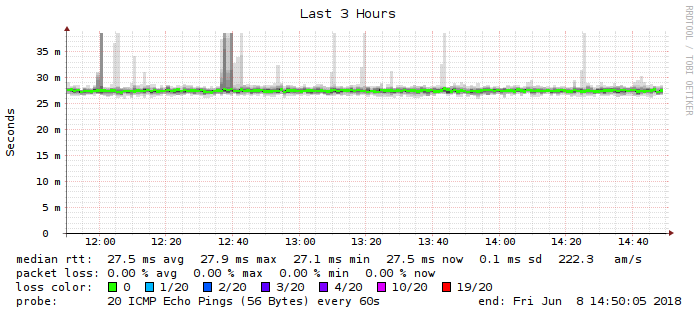 Last 3 Hours
RRDTOOL / TOBI OETIKER
Seconds
35 m
30 m
25 m
20 m
15 m
10 m
5 m
0
12:00 12:20 12:40 13:00 13:20 13:40 14:00 14:20 14:40
median rtt: 27.5 ms avg 27.9 ms max 27.1 ms min 27.5 ms now 0.1 ms sd 222.3 am/s
packet loss: 0.00 % avg 0.00 % max 0.00 % min 0.00 % now
loss color: 0 1/20 2/20 3/20 4/20 10/20 19/20
probe: 20 ICMP Echo Pings (56 Bytes) every 60s end: Fri Jun 8 14:50:05 2018